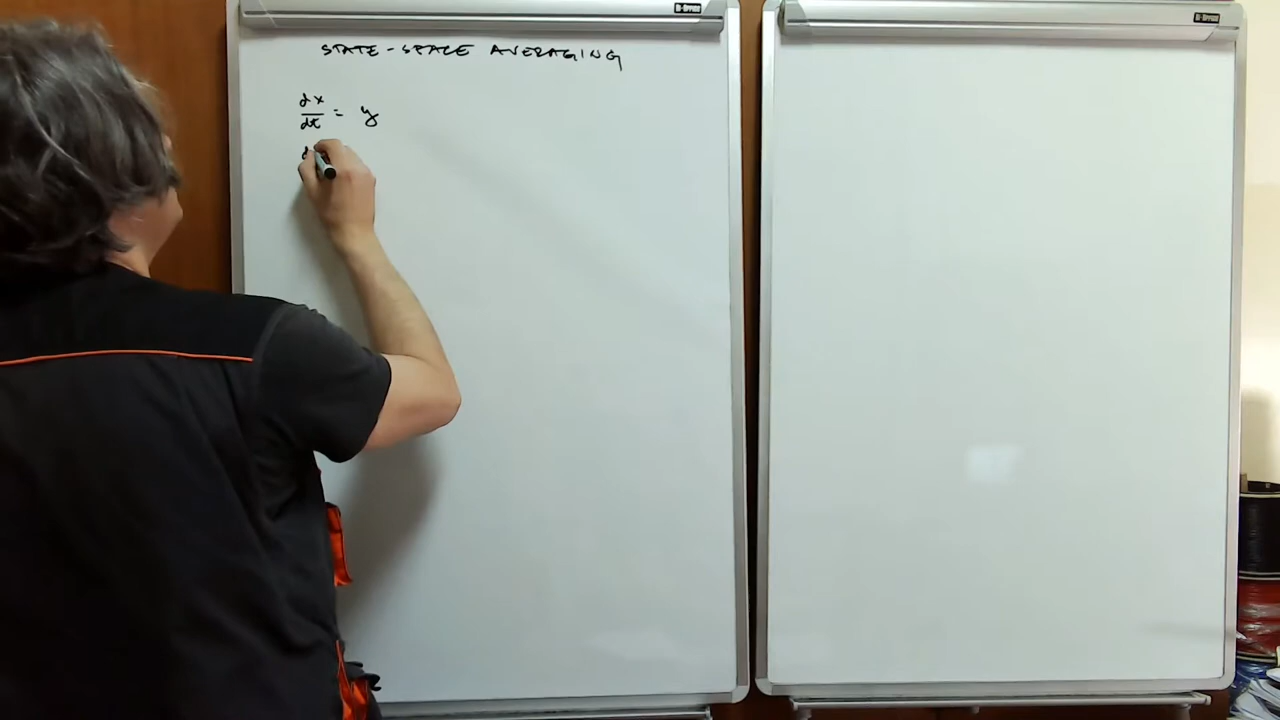 STATE-SPACE AVERAGING
dx/dt = y
d